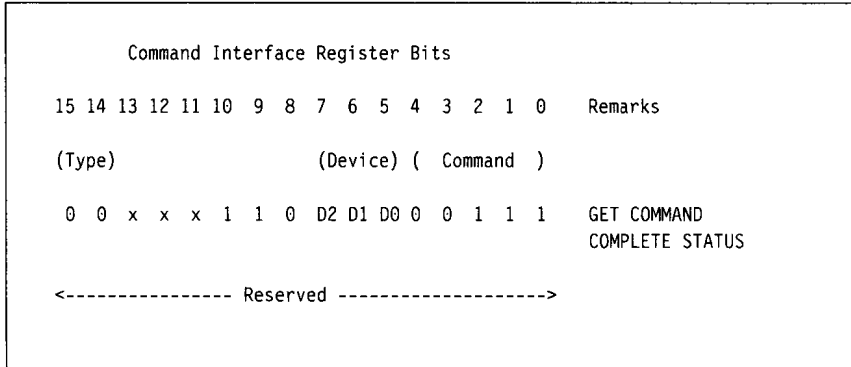 Command Interface Register Bits
15 14 13 12 11 10 9 8 7 6 5 4 3 2 1 0 Remarks
(Type) (Device) ( Command )
0 0 x x x 1 1 0 D2 D1 D0 0 0 1 1 1 GET COMMAND
COMPLETE STATUS
<---------------- Reserved -------------------->